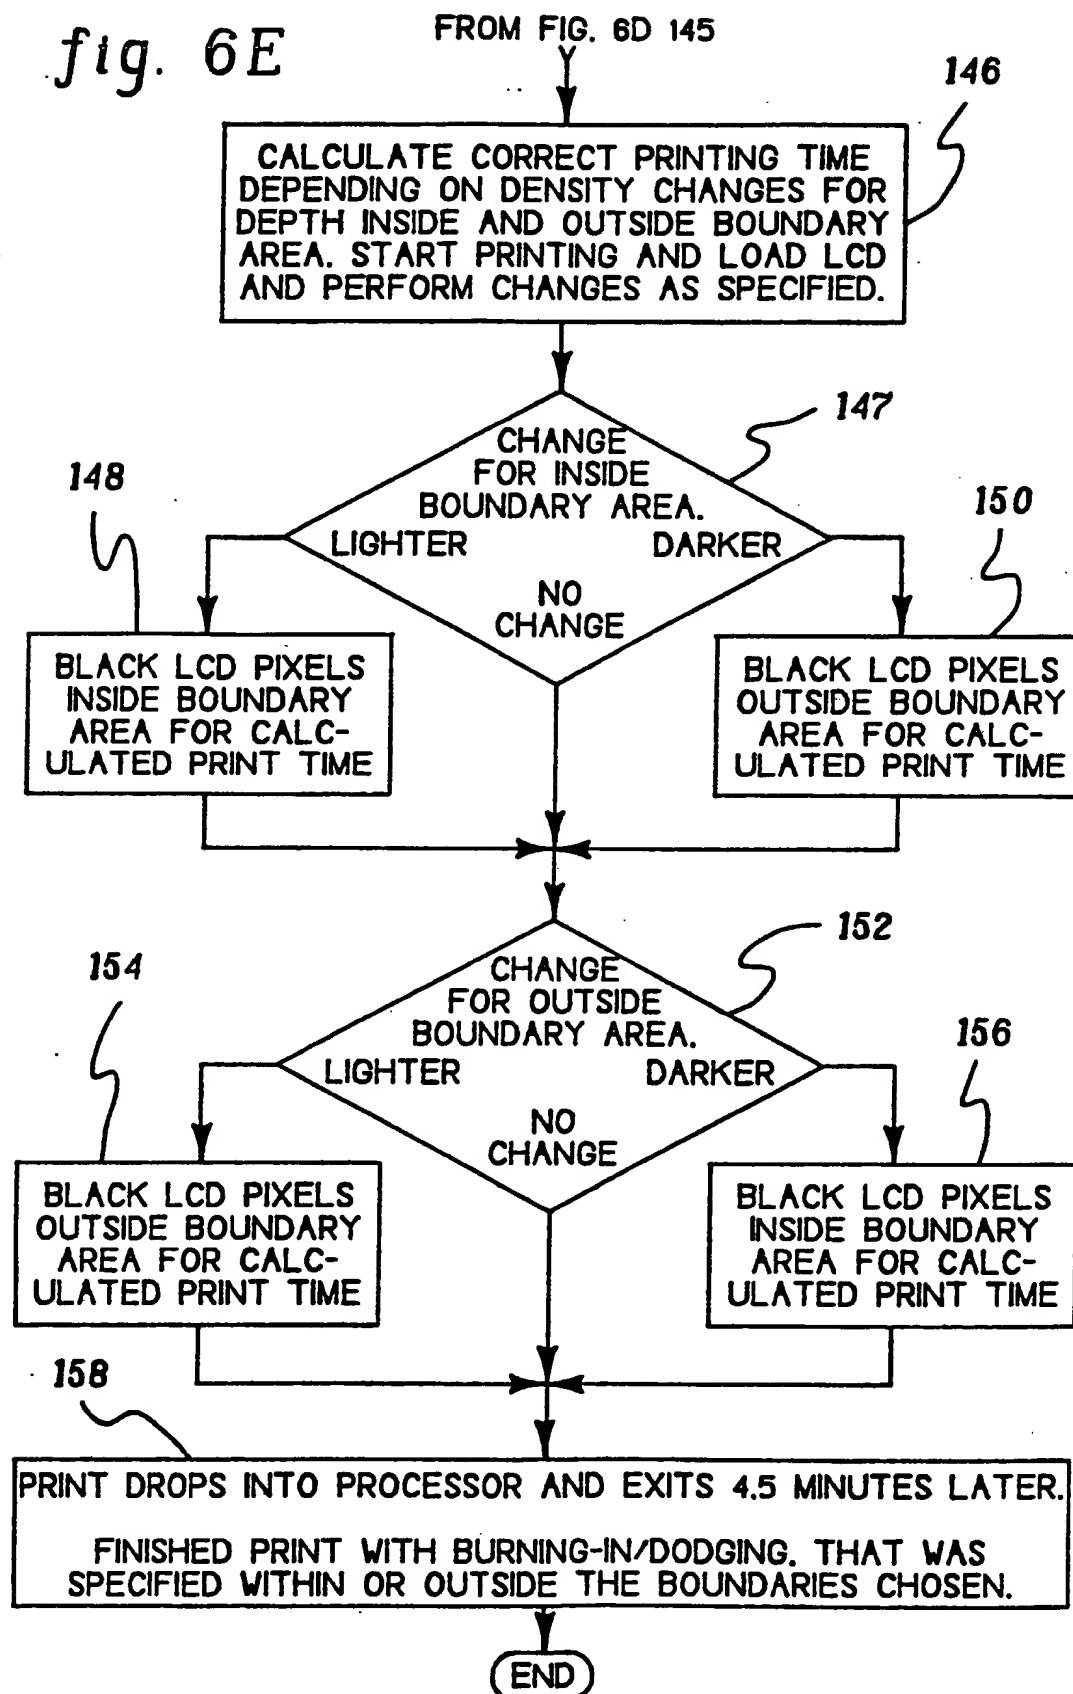 fig. 6E
FROM FIG. 6D 145
Y
146
CALCULATE CORRECT PRINTING TIME
DEPENDING ON DENSITY CHANGES FOR
DEPTH INSIDE AND OUTSIDE BOUNDARY
AREA. START PRINTING AND LOAD LCD
AND PERFORM CHANGES AS SPECIFIED.
147
CHANGE
FOR INSIDE
BOUNDARY AREA.
LIGHTER
DARKER
NO
CHANGE
148
BLACK LCD PIXELS
INSIDE BOUNDARY
AREA FOR CALC-
ULATED PRINT TIME
150
BLACK LCD PIXELS
OUTSIDE BOUNDARY
AREA FOR CALC-
ULATED PRINT TIME
152
CHANGE
FOR OUTSIDE
BOUNDARY AREA.
LIGHTER
DARKER
NO
CHANGE
154
BLACK LCD PIXELS
OUTSIDE BOUNDARY
AREA FOR CALC-
ULATED PRINT TIME
156
BLACK LCD PIXELS
INSIDE BOUNDARY
AREA FOR CALC-
ULATED PRINT TIME
158
PRINT DROPS INTO PROCESSOR AND EXITS 4.5 MINUTES LATER.
FINISHED PRINT WITH BURNING-IN/DODGING. THAT WAS
SPECIFIED WITHIN OR OUTSIDE THE BOUNDARIES CHOSEN.
END